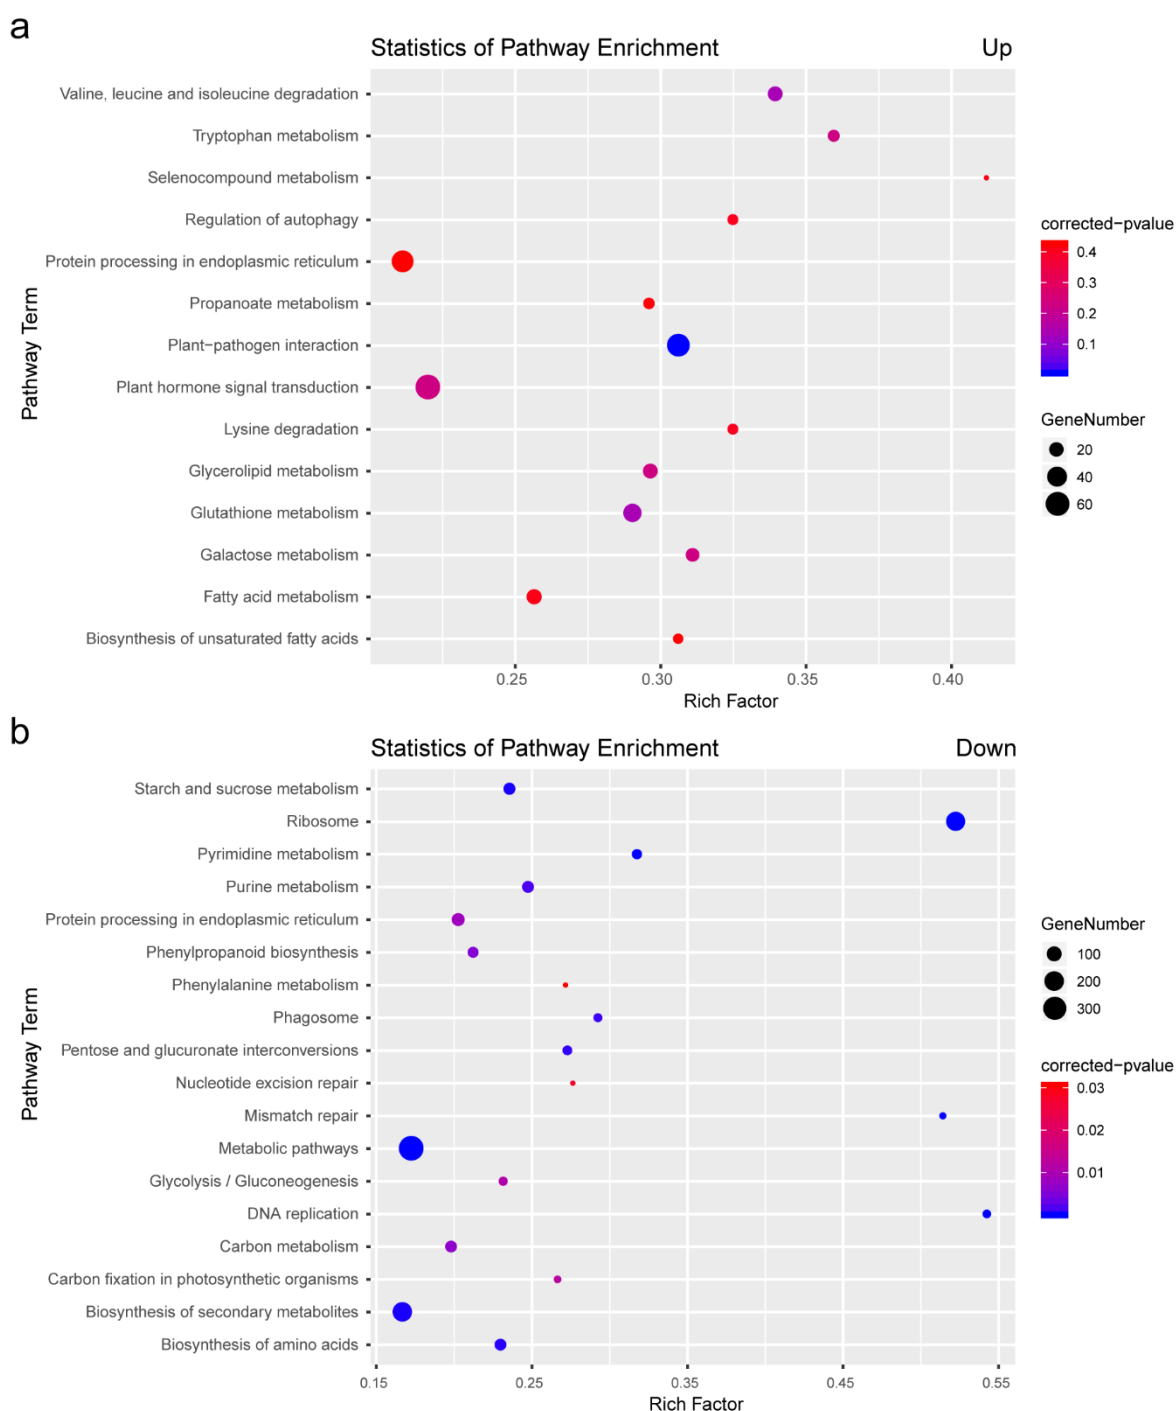 a
Statistics of Pathway Enrichment Up
Valine, leucine and isoleucine degradation
Tryptophan metabolism
Selenocompound metabolism
Regulation of autophagy
Protein processing in endoplasmic reticulum
Propanoate metabolism
Plant−pathogen interaction
Plant hormone signal transduction
Lysine degradation
Glycerolipid metabolism
Glutathione metabolism
Galactose metabolism
Fatty acid metabolism
Biosynthesis of unsaturated fatty acids
Pathway Term
0.25 0.30 0.35 0.40
Rich Factor
corrected−pvalue
0.4
0.3
0.2
0.1
GeneNumber
20
40
60
b
Statistics of Pathway Enrichment Down
Starch and sucrose metabolism
Ribosome
Pyrimidine metabolism
Purine metabolism
Protein processing in endoplasmic reticulum
Phenylpropanoid biosynthesis
Phenylalanine metabolism
Phagosome
Pentose and glucuronate interconversions
Nucleotide excision repair
Mismatch repair
Metabolic pathways
Glycolysis / Gluconeogenesis
DNA replication
Carbon metabolism
Carbon fixation in photosynthetic organisms
Biosynthesis of secondary metabolites
Biosynthesis of amino acids
Pathway Term
0.15 0.25 0.35 0.45 0.55
Rich Factor
GeneNumber
100
200
300
corrected−pvalue
0.03
0.02
0.01